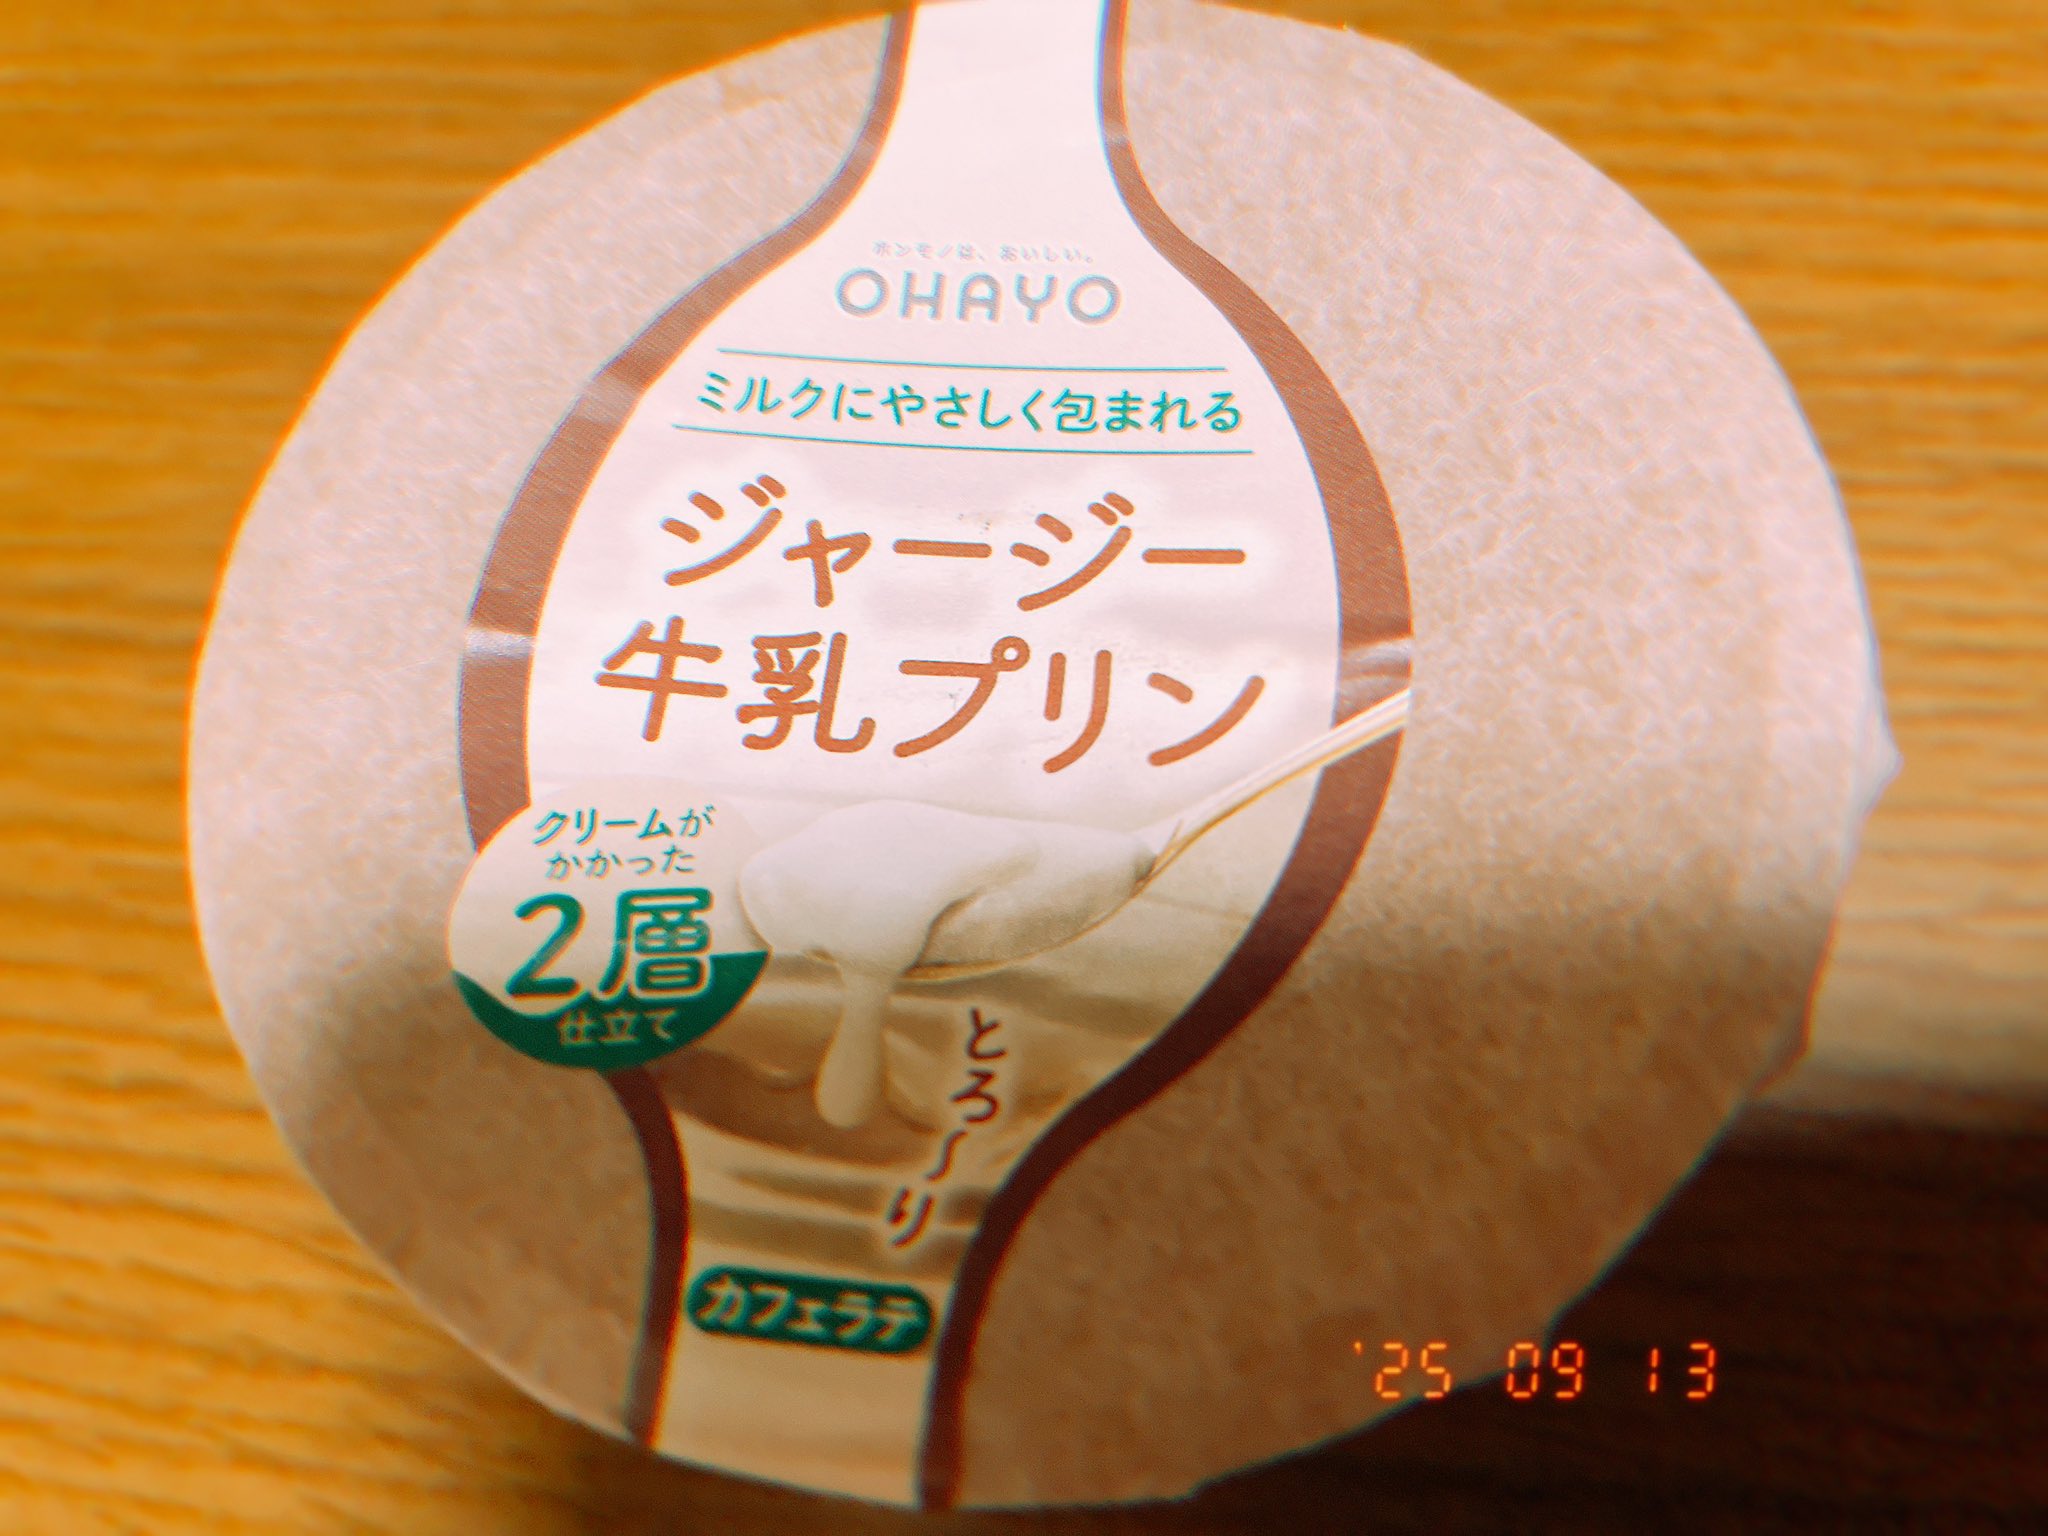 ホンモノは、おいしい。
OHAYO
ミルクにやさしく包まれる
ジャージー
牛乳プリン
クリームが
かかった
2層
仕立て
とろ〜り
カフェラテ
'25 09 13